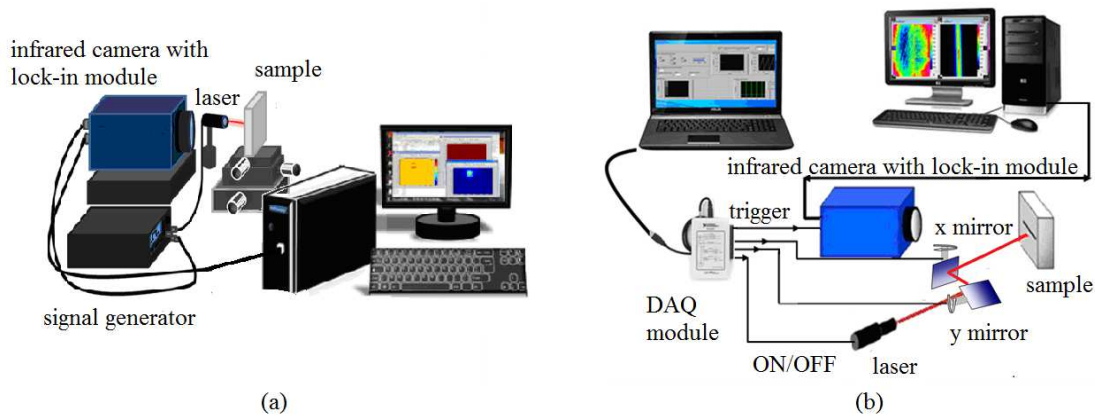 infrared camera with
lock-in module
sample
laser
signal generator
(a)
infrared camera with lock-in module
trigger
x mirror
DAQ
module
sample
y mirror
ON/OFF
laser
(b)